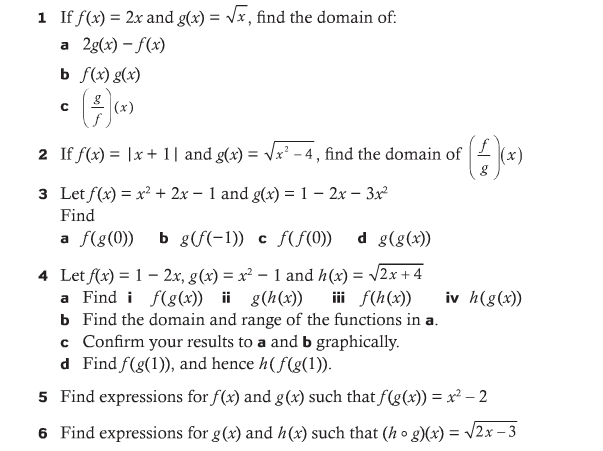 1 If f(x) = 2x and g(x) = √x, find the domain of:
a 2g(x) − f(x)
b f(x) g(x)
c (g/f)(x)
2 If f(x) = |x + 1| and g(x) = √(x² − 4), find the domain of (f/g)(x)
3 Let f(x) = x² + 2x − 1 and g(x) = 1 − 2x − 3x²
Find
a f(g(0)) b g(f(−1)) c f(f(0)) d g(g(x))
4 Let f(x) = 1 − 2x, g(x) = x² − 1 and h(x) = √(2x + 4)
a Find i f(g(x)) ii g(h(x)) iii f(h(x)) iv h(g(x))
b Find the domain and range of the functions in a.
c Confirm your results to a and b graphically.
d Find f(g(1)), and hence h(f(g(1)).
5 Find expressions for f(x) and g(x) such that f(g(x)) = x² − 2
6 Find expressions for g(x) and h(x) such that (h ∘ g)(x) = √(2x − 3)